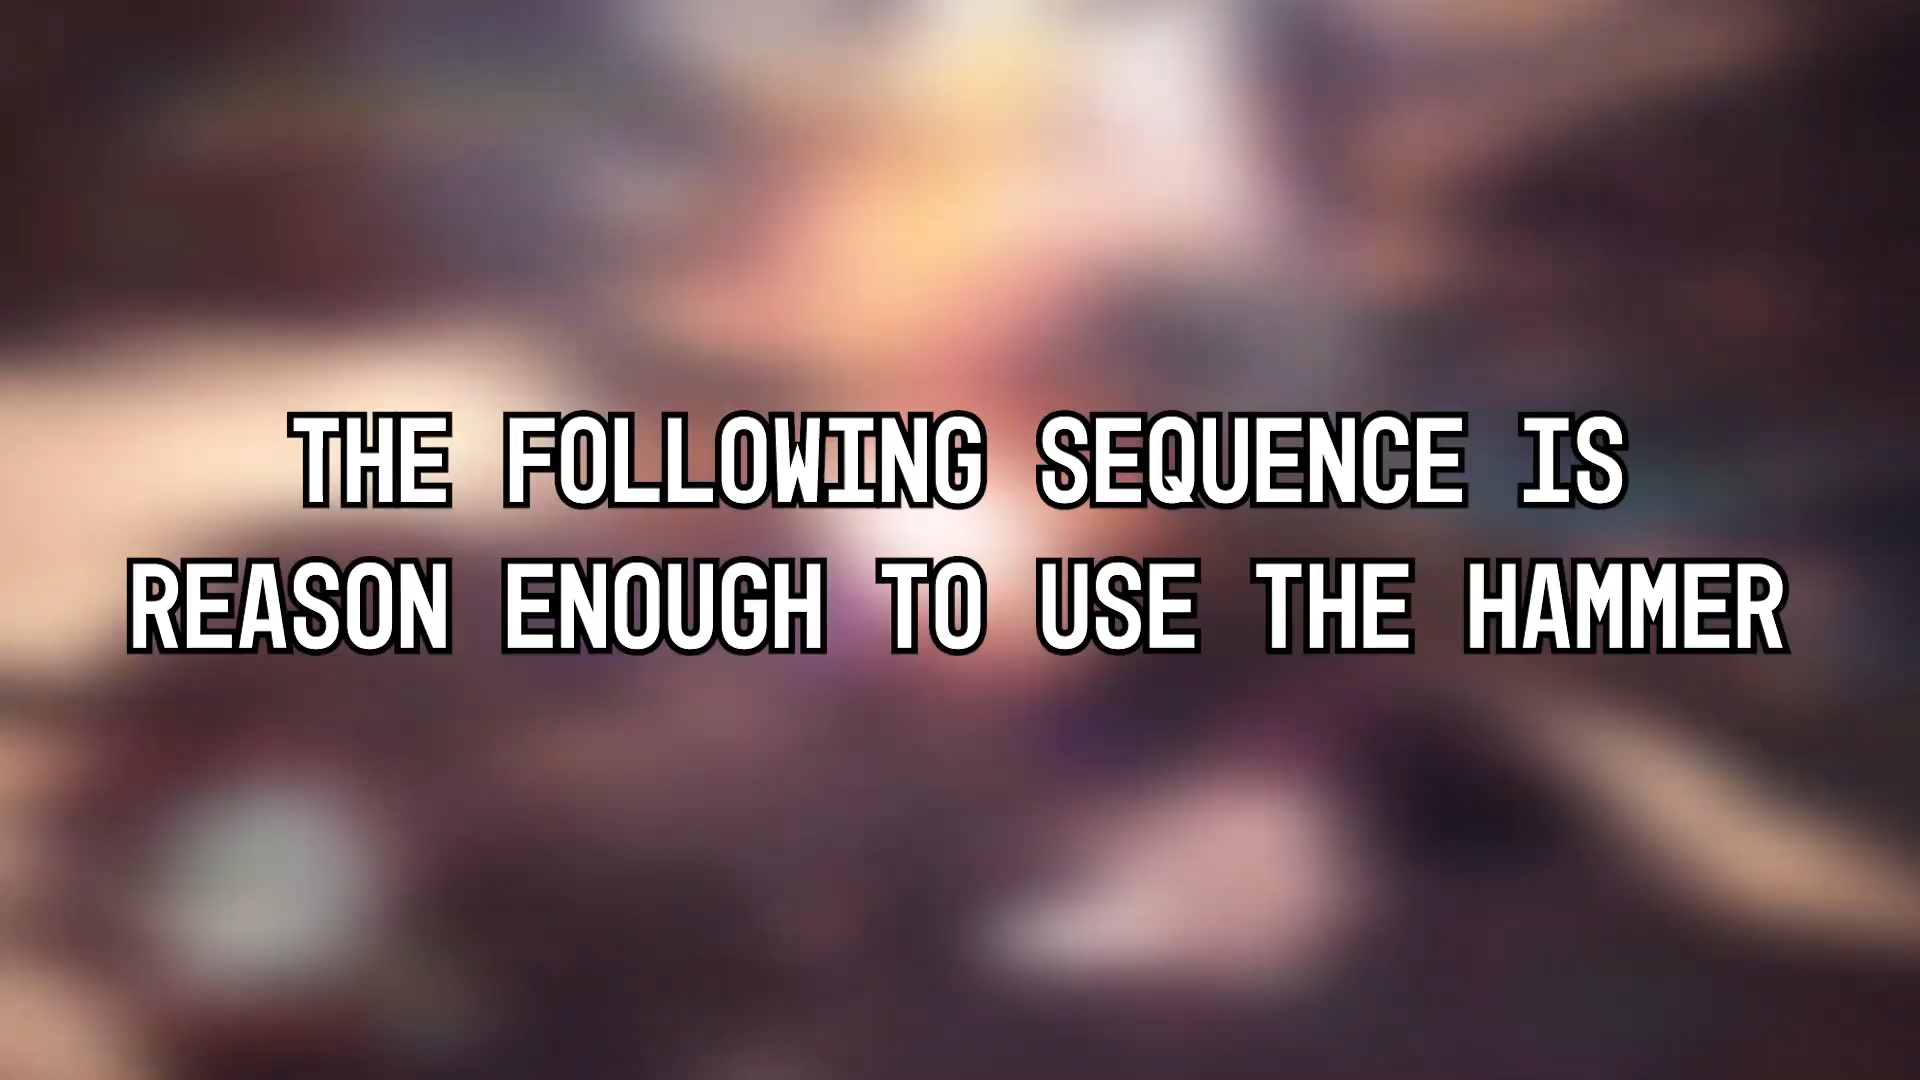 THE FOLLOWING SEQUENCE IS
REASON ENOUGH TO USE THE HAMMER